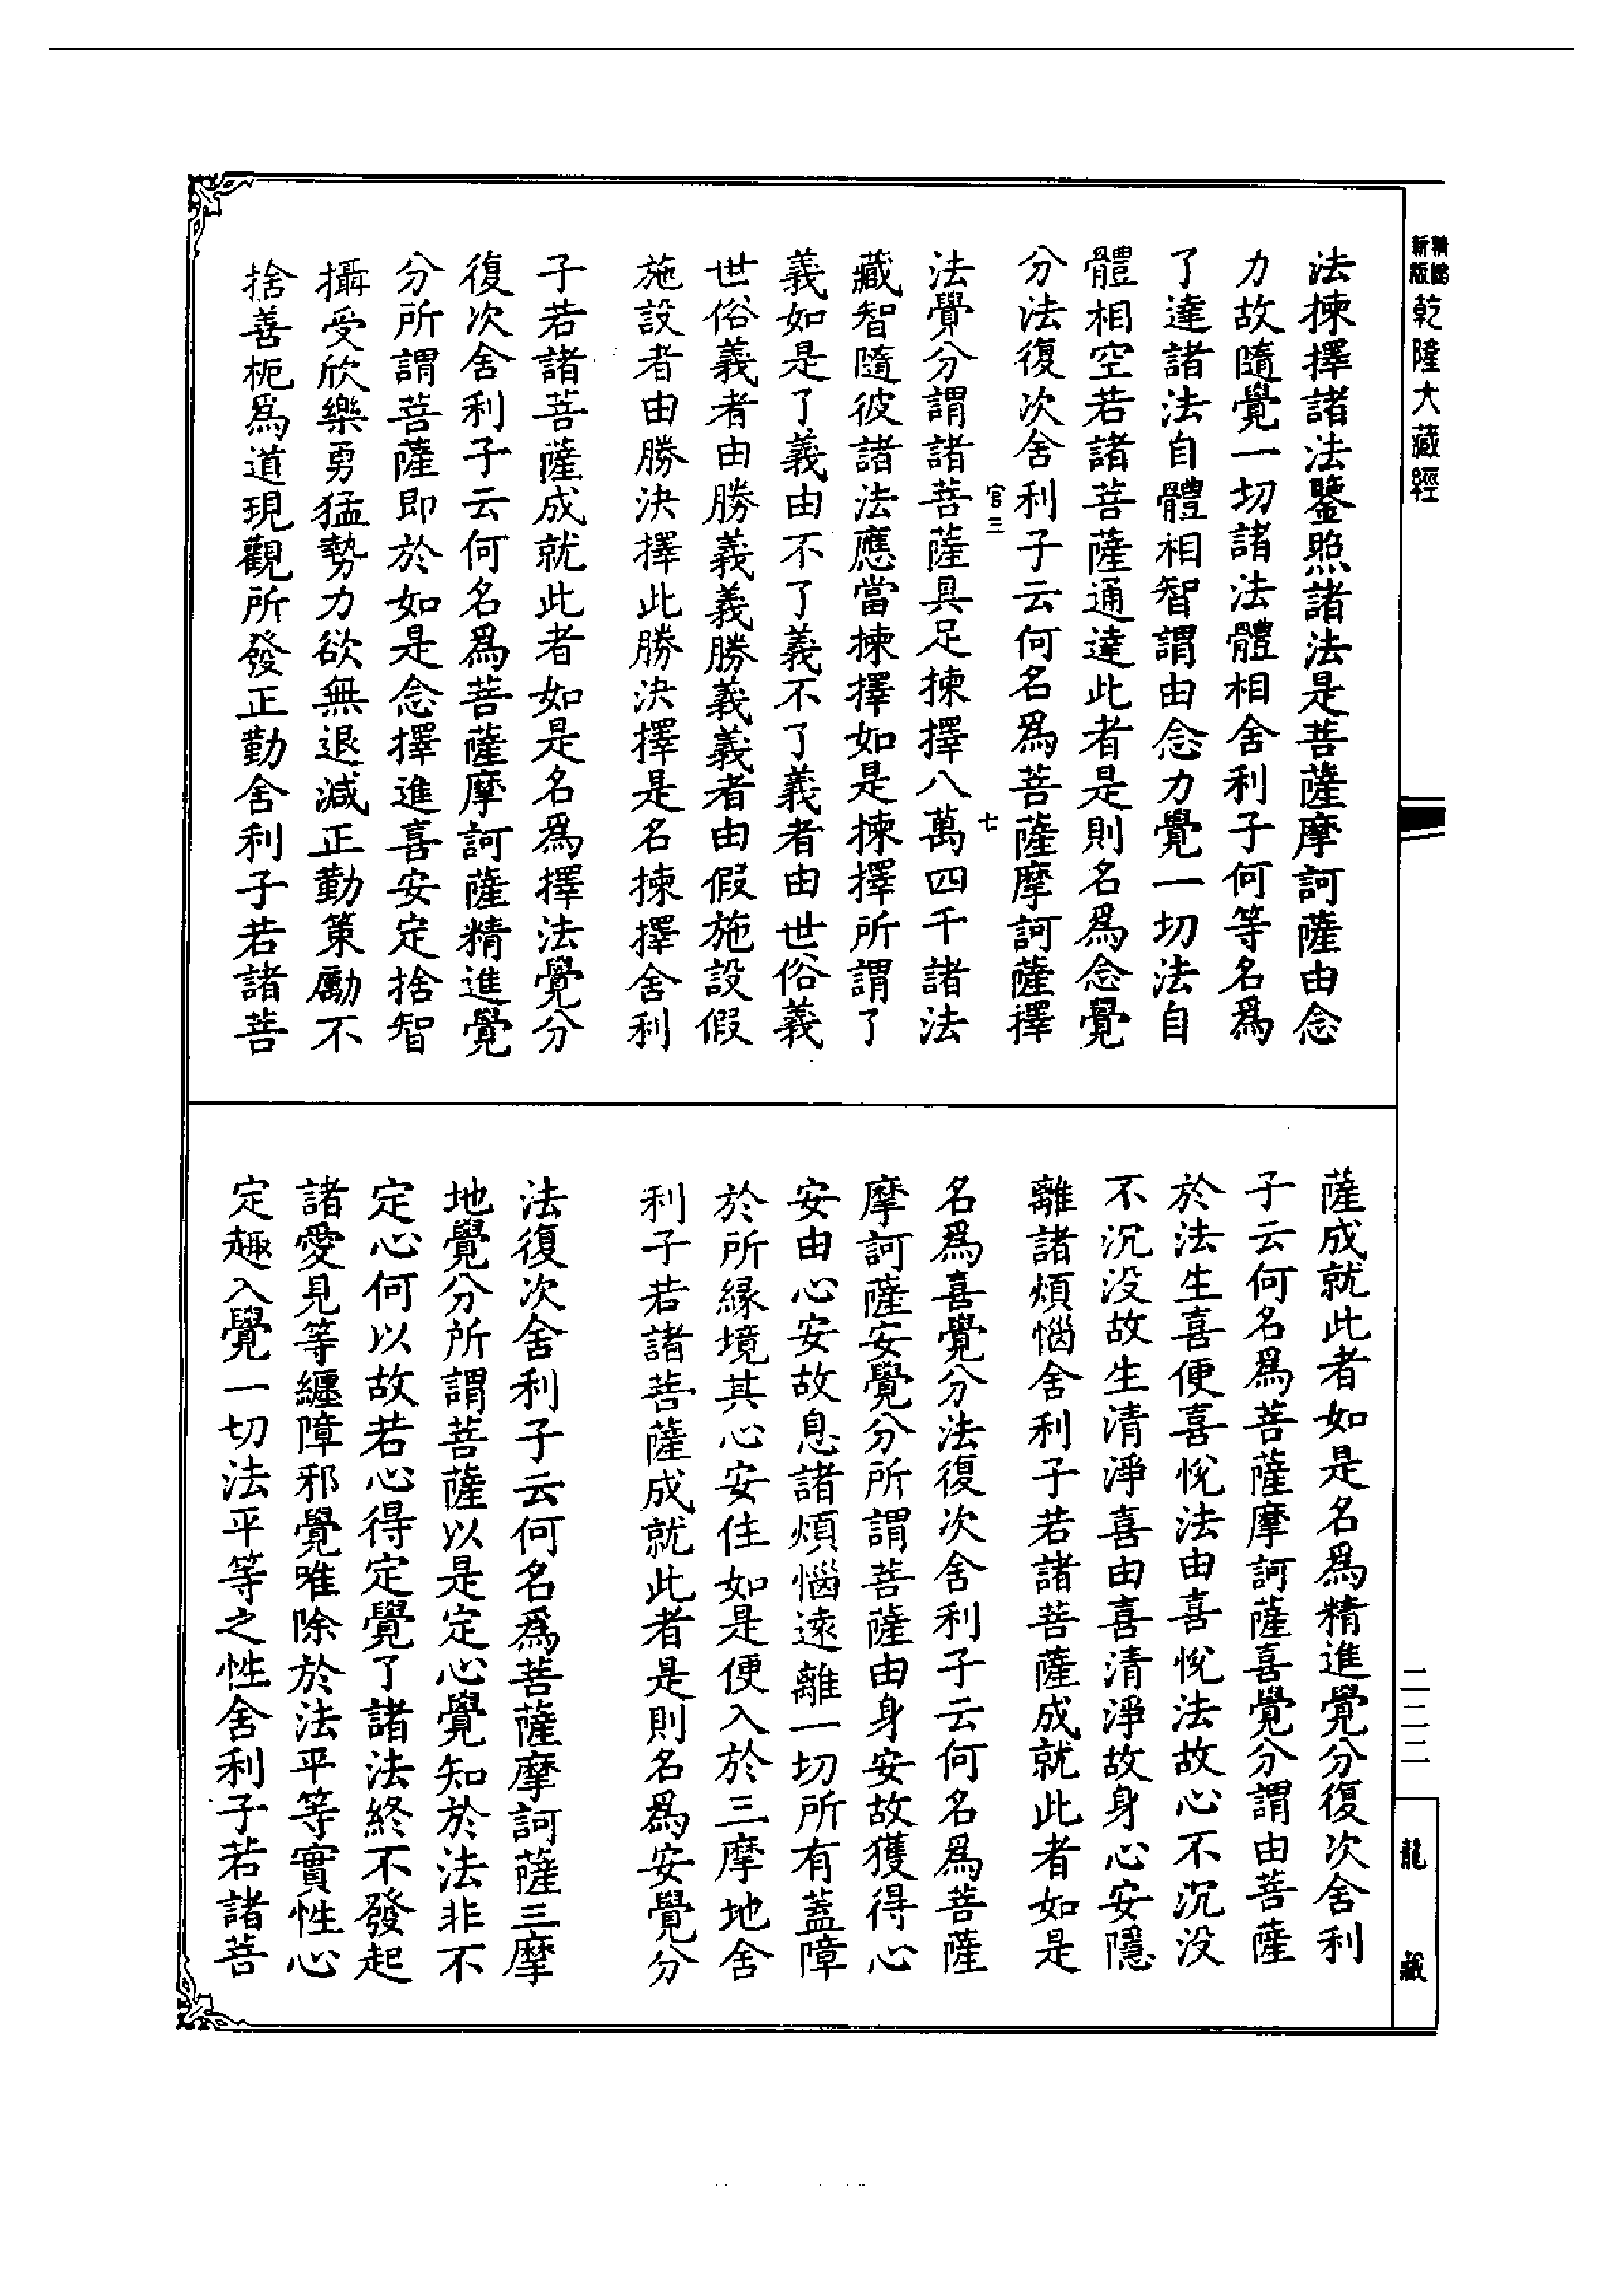 新版
精縮
乾隆大藏經
法揀擇諸法鑒照諸法是菩薩摩訶薩由念
力故隨覺一切諸法體相舍利子何等名爲
了達諸法自體相智謂由念力覺一切法自
體相空若諸菩薩通達此者是則名爲念覺
分法復次舍利子云何名爲菩薩摩訶薩擇
官三
七
法覺分謂諸菩薩具足揀擇八萬四千諸法
藏智隨彼諸法應當揀擇如是揀擇所謂了
義如是了義由不了義不了義者由世俗義
世俗義者由勝義義勝義義者由假施設假
施設者由勝決擇此勝決擇是名揀擇舍利
子若諸菩薩成就此者如是名爲擇法覺分
復次舍利子云何名爲菩薩摩訶薩精進覺
分所謂菩薩即於如是念擇進喜安定捨智
攝受欣樂勇猛勢力欲無退減正勤策勵不
捨善軛爲道現觀所發正勤舍利子若諸菩
薩成就此者如是名爲精進覺分復次舍利
子云何名爲菩薩摩訶薩喜覺分謂由菩薩
於法生喜便喜悅法由喜悅法故心不沉没
不沉没故生清淨喜由喜清淨故身心安隱
離諸煩惱舍利子若諸菩薩成就此者如是
名爲喜覺分法復次舍利子云何名爲菩薩
摩訶薩安覺分所謂菩薩由身安故獲得心
安由心安故息諸煩惱遠離一切所有蓋障
於所緣境其心安住如是便入於三摩地舍
利子若諸菩薩成就此者是則名爲安覺分
法復次舍利子云何名爲菩薩摩訶薩三摩
地覺分所謂菩薩以是定心覺知於法非不
定心何以故若心得定覺了諸法終不發起
諸愛見等纏障邪覺唯除於法平等實性心
定趣入覺一切法平等之性舍利子若諸菩
二二二
龍藏